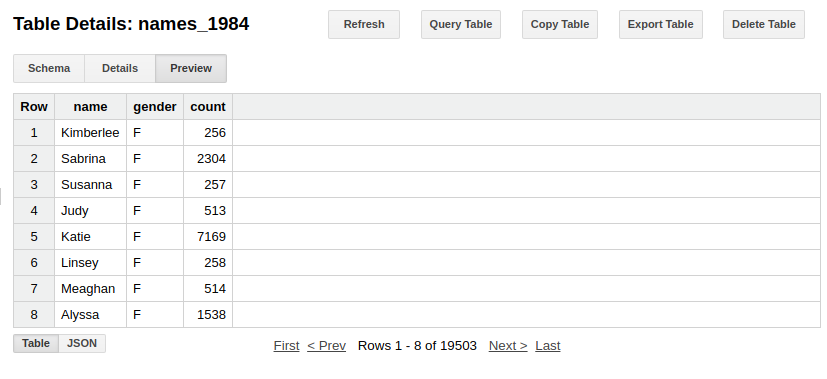 Table Details: names_1984 Refresh Query Table Copy Table Export Table Delete Table
Schema Details Preview
Row name gender count
1 Kimberlee F 256
2 Sabrina F 2304
3 Susanna F 257
4 Judy F 513
5 Katie F 7169
6 Linsey F 258
7 Meaghan F 514
8 Alyssa F 1538
Table JSON First < Prev Rows 1 - 8 of 19503 Next > Last